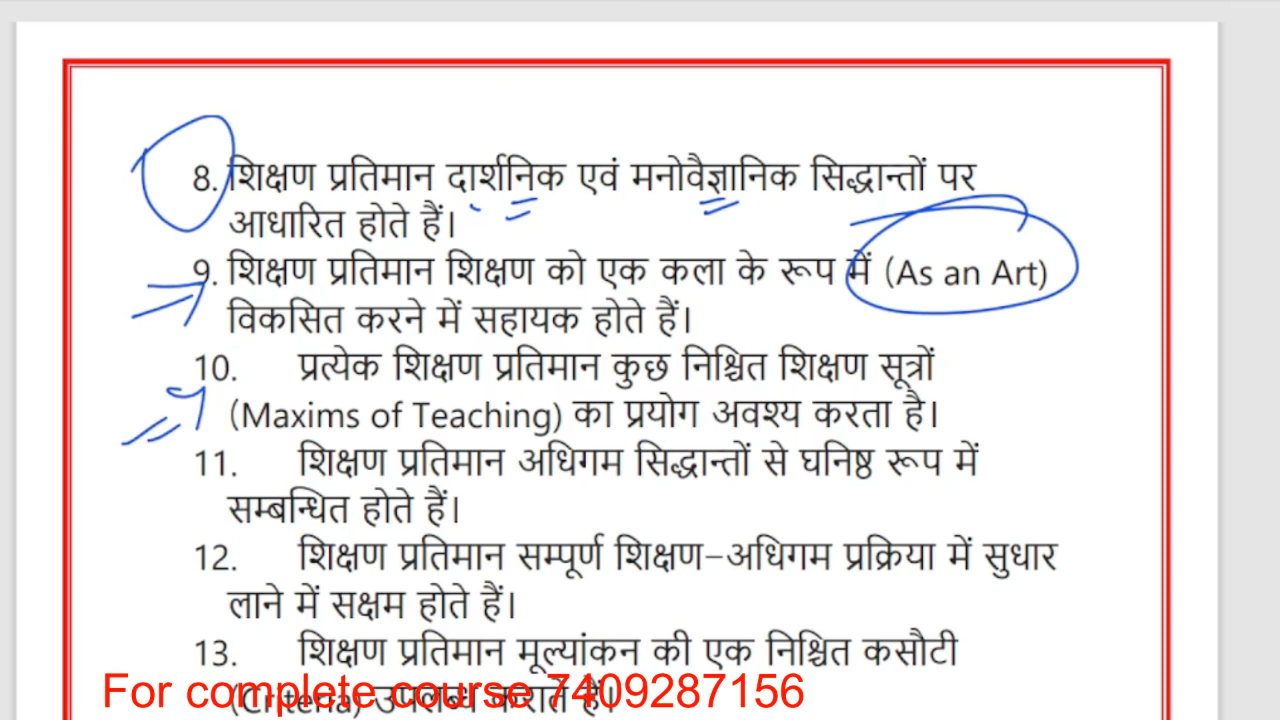 8. शिक्षण प्रतिमान दार्शनिक एवं मनोवैज्ञानिक सिद्धान्तों पर
आधारित होते हैं।
9. शिक्षण प्रतिमान शिक्षण को एक कला के रूप में (As an Art)
विकसित करने में सहायक होते हैं।
10. प्रत्येक शिक्षण प्रतिमान कुछ निश्चित शिक्षण सूत्रों
(Maxims of Teaching) का प्रयोग अवश्य करता है।
11. शिक्षण प्रतिमान अधिगम सिद्धान्तों से घनिष्ठ रूप में
सम्बन्धित होते हैं।
12. शिक्षण प्रतिमान सम्पूर्ण शिक्षण–अधिगम प्रक्रिया में सुधार
लाने में सक्षम होते हैं।
13. शिक्षण प्रतिमान मूल्यांकन की एक निश्चित कसौटी
(Criteria) उपलब्ध कराते हैं।
For complete course 7409287156